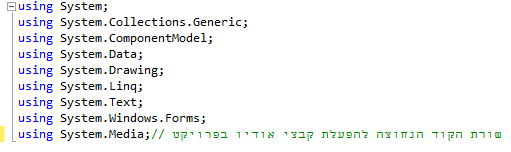 using System;
using System.Collections.Generic;
using System.ComponentModel;
using System.Data;
using System.Drawing;
using System.Linq;
using System.Text;
using System.Windows.Forms;
using System.Media;// שורת הקוד הנחוצה להפעלת קבצי אודיו בפרוייקט